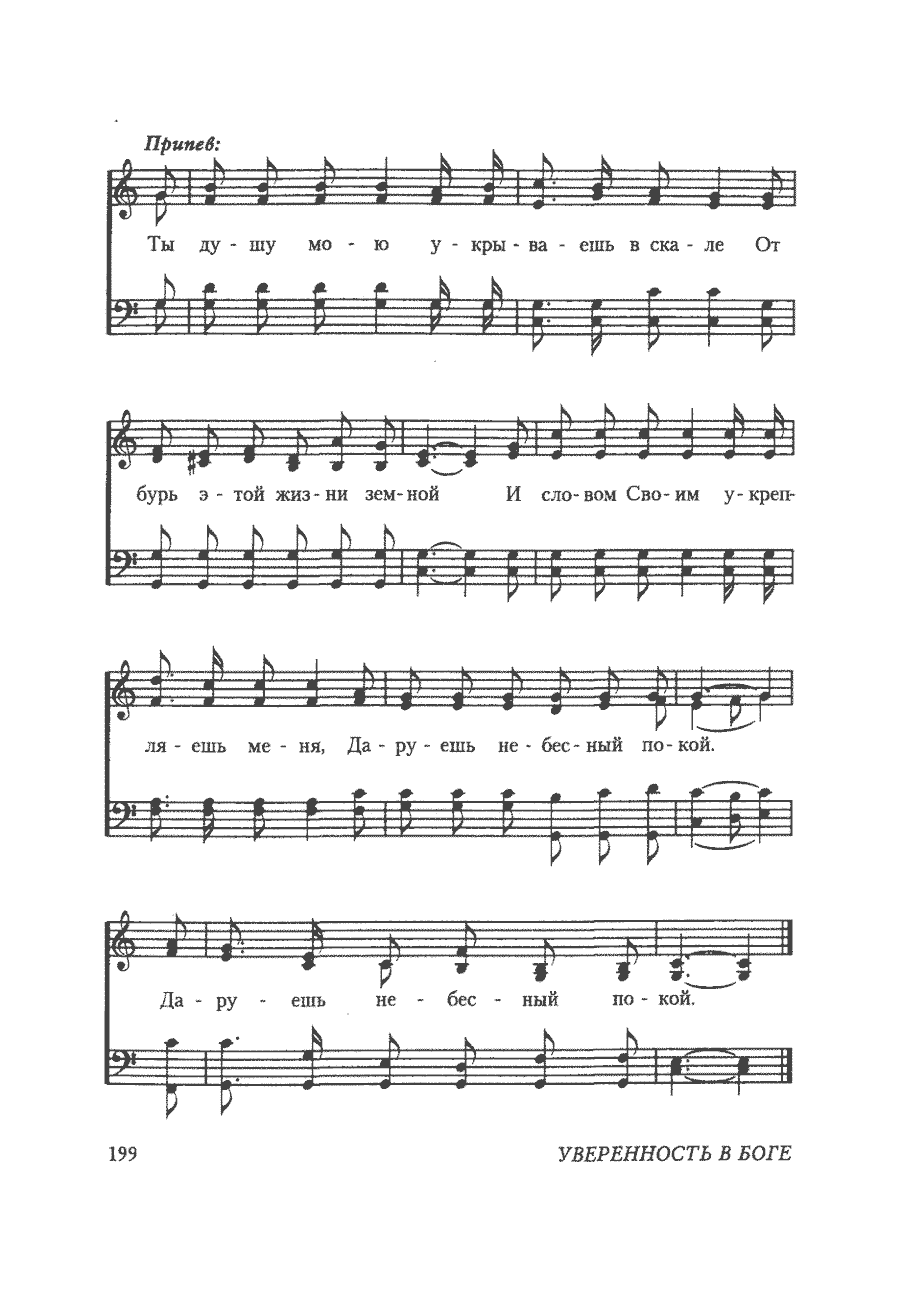 Припев:
Ты ду - шу мо - ю у - кры - ва - ешь в ска - ле От
бурь э - той жиз - ни зем - ной И сло - вом Сво - им у - креп-
ля - ешь ме - ня, Да - ру - ешь не - бес - ный по - кой.
Да - ру - ешь не - бес - ный по - кой.
199 УВЕРЕННОСТЬ В БОГЕ